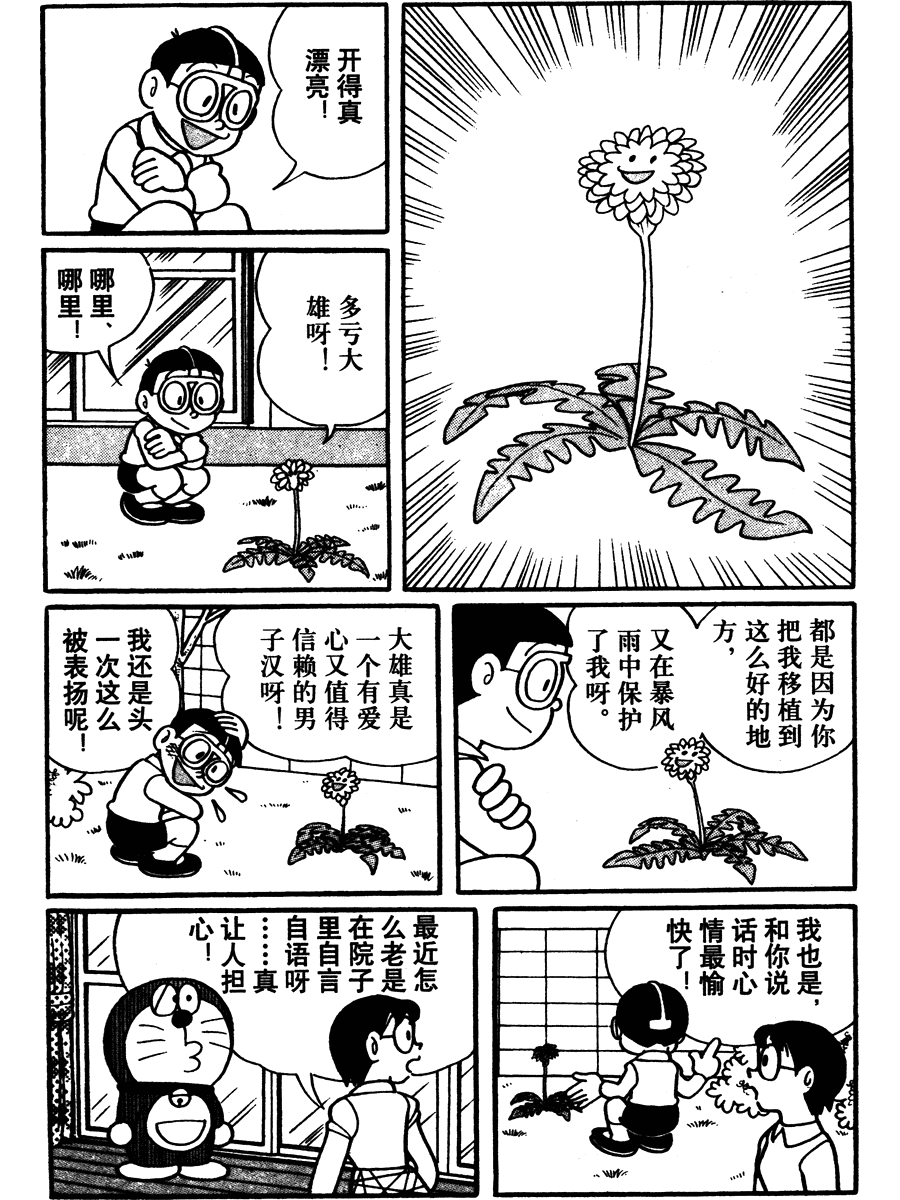 开得真
漂亮！
多亏大
雄呀！
哪里、
哪里！
都是因为你
把我移植到
这么好的地
方，
又在暴风
雨中保护
了我呀。
大雄真是
一个有爱
心又值得
信赖的男
子汉呀！
我还是头
一次这么
被表扬呢！
我也是，
和你说
话时心
情最愉
快了！
最近怎
么老是
在院子
里自言
自语呀
……真
让人担
心！